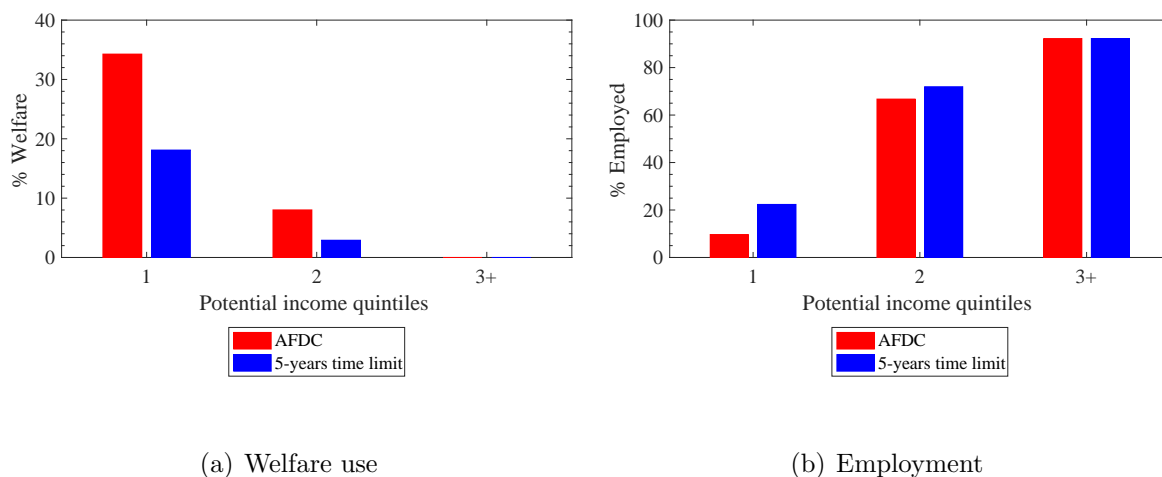 40
30
20
10
0
% Welfare
1
2
3+
Potential income quintiles
AFDC
5-years time limit
(a) Welfare use
100
80
60
40
20
0
% Employed
1
2
3+
Potential income quintiles
AFDC
5-years time limit
(b) Employment